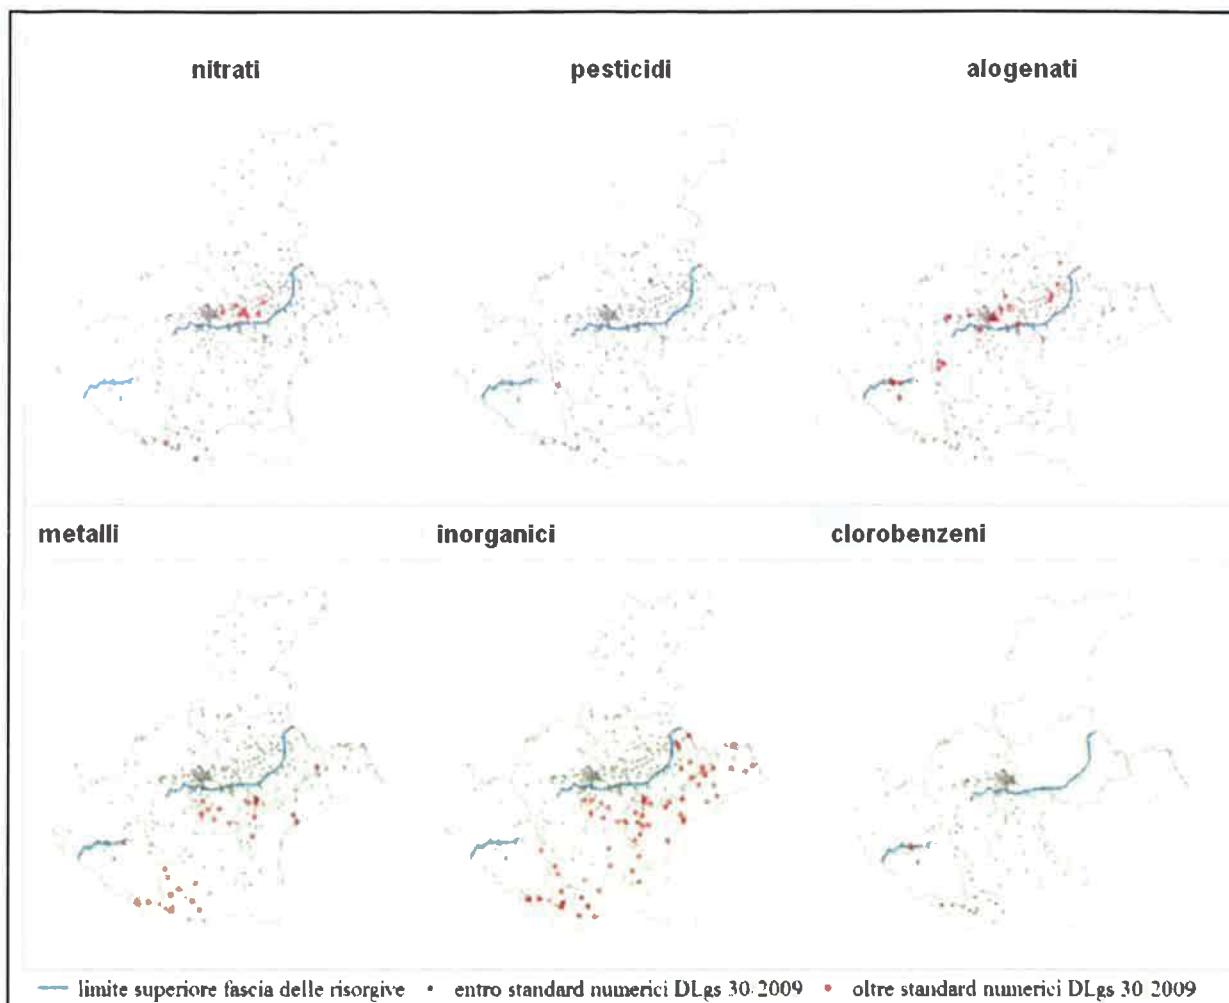 nitrati pesticidi alogenati
metalli inorganici clorobenzeni
limite superiore fascia delle risorgive • entro standard numerici DLgs 30-2009 • oltre standard numerici DLgs 30-2009